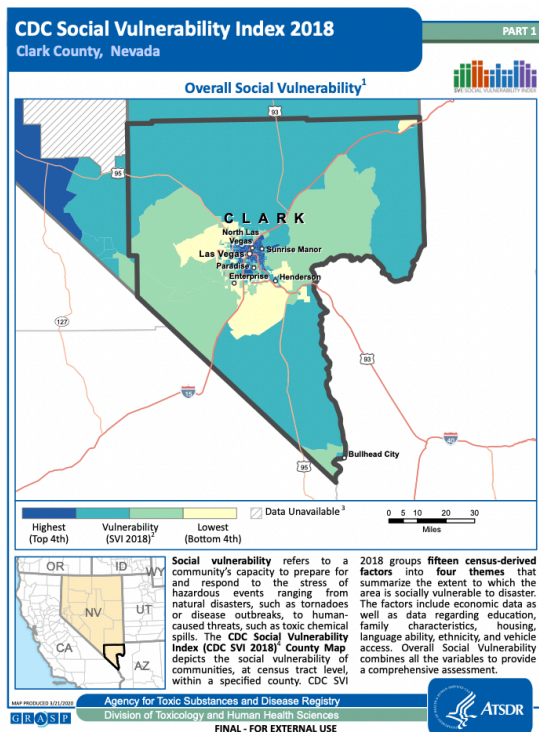 CDC Social Vulnerability Index 2018
PART 1
Clark County, Nevada
SVI SOCIAL VULNERABILITY INDEX
Overall Social Vulnerability1
93
95
CLARK
North Las
Vegas
Las Vegas
Sunrise Manor
Paradise
Enterprise
Henderson
127
93
15
40
95
Bullhead City
Highest
(Top 4th)
Vulnerability
(SVI 2018)2
Lowest
(Bottom 4th)
Data Unavailable3
0 5 10 20 30
Miles
OR
ID
WY
NV
UT
CA
AZ
Social vulnerability refers to a
community's capacity to prepare for
and respond to the stress of
hazardous events ranging from
natural disasters, such as tornadoes
or disease outbreaks, to human-
caused threats, such as toxic chemical
spills. The CDC Social Vulnerability
Index (CDC SVI 2018)4 County Map
depicts the social vulnerability of
communities, at census tract level,
within a specified county. CDC SVI
2018 groups fifteen census-derived
factors into four themes that
summarize the extent to which the
area is socially vulnerable to disaster.
The factors include economic data as
well as data regarding education,
family characteristics, housing,
language ability, ethnicity, and vehicle
access. Overall Social Vulnerability
combines all the variables to provide
a comprehensive assessment.
MAP PRODUCED 3/21/2020
Agency for Toxic Substances and Disease Registry
GRASP
Division of Toxicology and Human Health Sciences
ATSDR
FINAL - FOR EXTERNAL USE